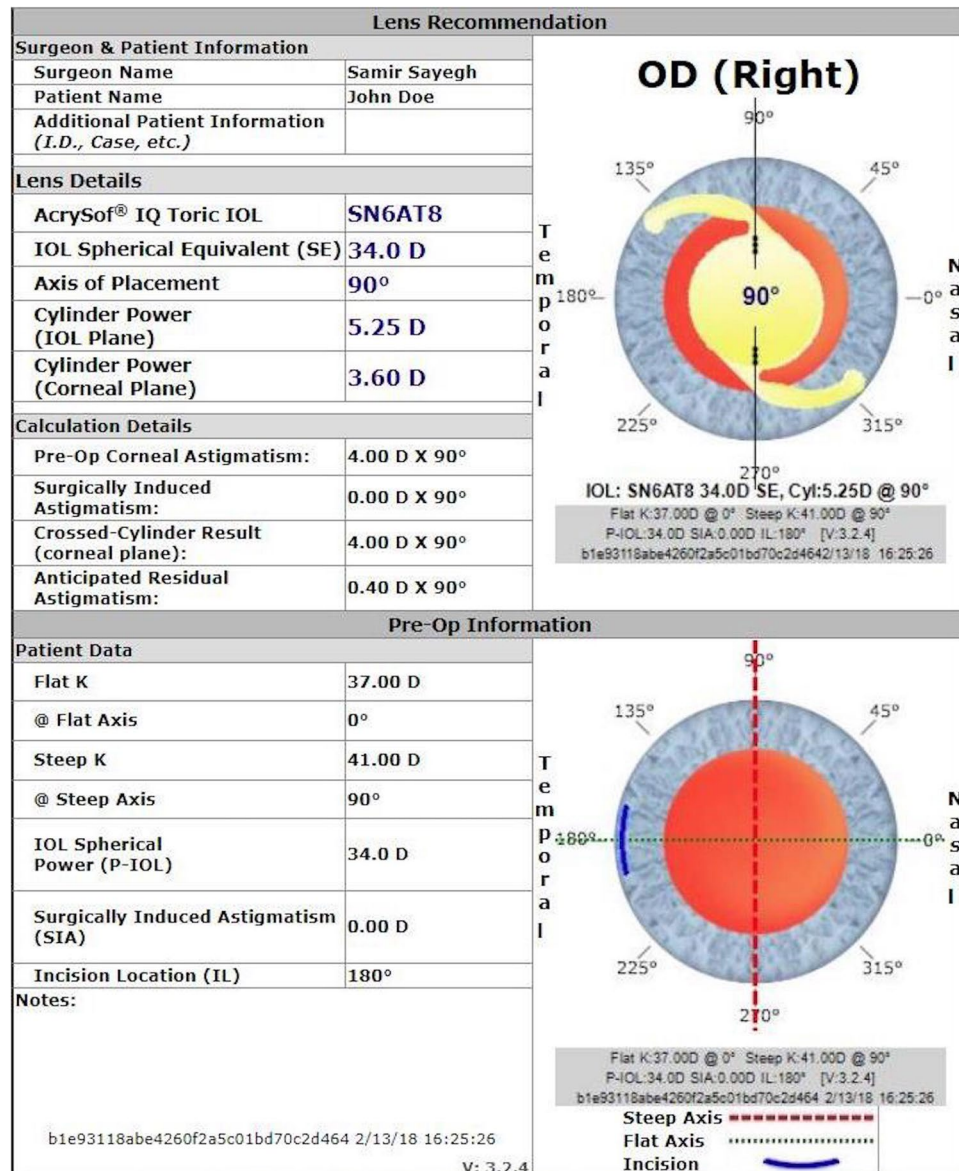 Lens Recommendation
Surgeon & Patient Information
Surgeon Name Samir Sayegh
Patient Name John Doe
Additional Patient Information
(I.D., Case, etc.)
Lens Details
AcrySof® IQ Toric IOL SN6AT8
IOL Spherical Equivalent (SE) 34.0 D
Axis of Placement 90°
Cylinder Power
(IOL Plane) 5.25 D
Cylinder Power
(Corneal Plane) 3.60 D
Calculation Details
Pre-Op Corneal Astigmatism: 4.00 D X 90°
Surgically Induced
Astigmatism: 0.00 D X 90°
Crossed-Cylinder Result
(corneal plane): 4.00 D X 90°
Anticipated Residual
Astigmatism: 0.40 D X 90°
OD (Right)
90°
135° 45°
Temporal
180° 90° 0°
Nasal
225° 315°
270°
IOL: SN6AT8 34.0D SE, Cyl:5.25D @ 90°
Flat K:37.00D @ 0° Steep K:41.00D @ 90°
P-IOL:34.0D SIA:0.00D IL:180° [V:3.2.4]
b1e93118abe4260f2a5c01bd70c2d4642/13/18 16:25:26
Pre-Op Information
Patient Data
Flat K 37.00 D
@ Flat Axis 0°
Steep K 41.00 D
@ Steep Axis 90°
IOL Spherical
Power (P-IOL) 34.0 D
Surgically Induced Astigmatism
(SIA) 0.00 D
Incision Location (IL) 180°
Notes:
b1e93118abe4260f2a5c01bd70c2d464 2/13/18 16:25:26
V: 3.2.4
90°
135° 45°
Temporal
180° 0°
Nasal
225° 315°
270°
Flat K:37.00D @ 0° Steep K:41.00D @ 90°
P-IOL:34.0D SIA:0.00D IL:180° [V:3.2.4]
b1e93118abe4260f2a5c01bd70c2d464 2/13/18 16:25:26
Steep Axis
Flat Axis
Incision